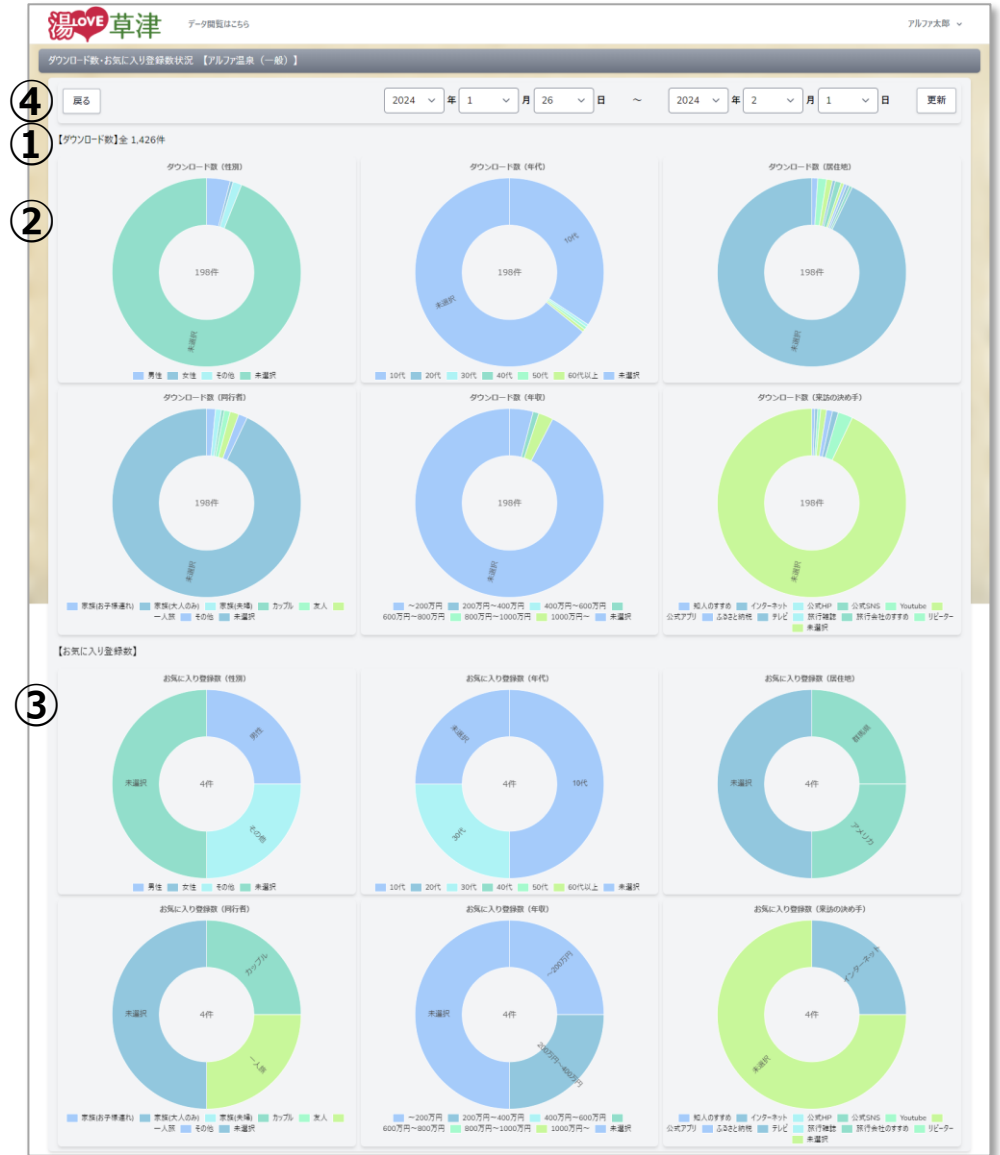 湯LOVE草津 データ閲覧はこちら アルファ太郎
ダウンロード数・お気に入り登録数状況 【アルファ温泉（一般）】
④ 戻る 2024 年 1 月 26 日 ～ 2024 年 2 月 1 日 更新
①【ダウンロード数】全 1,426件
②
ダウンロード数（性別）
198件
未選択
男性 女性 その他 未選択
ダウンロード数（年代）
10代
198件
未選択
10代 20代 30代 40代 50代 60代以上 未選択
ダウンロード数（居住地）
198件
未選択
ダウンロード数（同行者）
198件
未選択
家族(お子様連れ) 家族(大人のみ) 家族(夫婦) カップル 友人
一人旅 その他 未選択
ダウンロード数（年収）
198件
未選択
～200万円 200万円～400万円 400万円～600万円
600万円～800万円 800万円～1000万円 1000万円～ 未選択
ダウンロード数（来訪の決め手）
198件
未選択
知人のすすめ インターネット 公式HP 公式SNS Youtube
公式アプリ ふるさと納税 テレビ 旅行雑誌 旅行会社のすすめ リピーター
未選択
【お気に入り登録数】
③
お気に入り登録数（性別）
男性
未選択 4件
その他
男性 女性 その他 未選択
お気に入り登録数（年代）
未選択
4件 10代
30代
10代 20代 30代 40代 50代 60代以上 未選択
お気に入り登録数（居住地）
群馬県
未選択 4件
アメリカ
お気に入り登録数（同行者）
カップル
未選択 4件
一人旅
家族(お子様連れ) 家族(大人のみ) 家族(夫婦) カップル 友人
一人旅 その他 未選択
お気に入り登録数（年収）
～200万円
未選択 4件
200万円～400万円
～200万円 200万円～400万円 400万円～600万円
600万円～800万円 800万円～1000万円 1000万円～ 未選択
お気に入り登録数（来訪の決め手）
インターネット
4件
未選択
知人のすすめ インターネット 公式HP 公式SNS Youtube
公式アプリ ふるさと納税 テレビ 旅行雑誌 旅行会社のすすめ リピーター
未選択